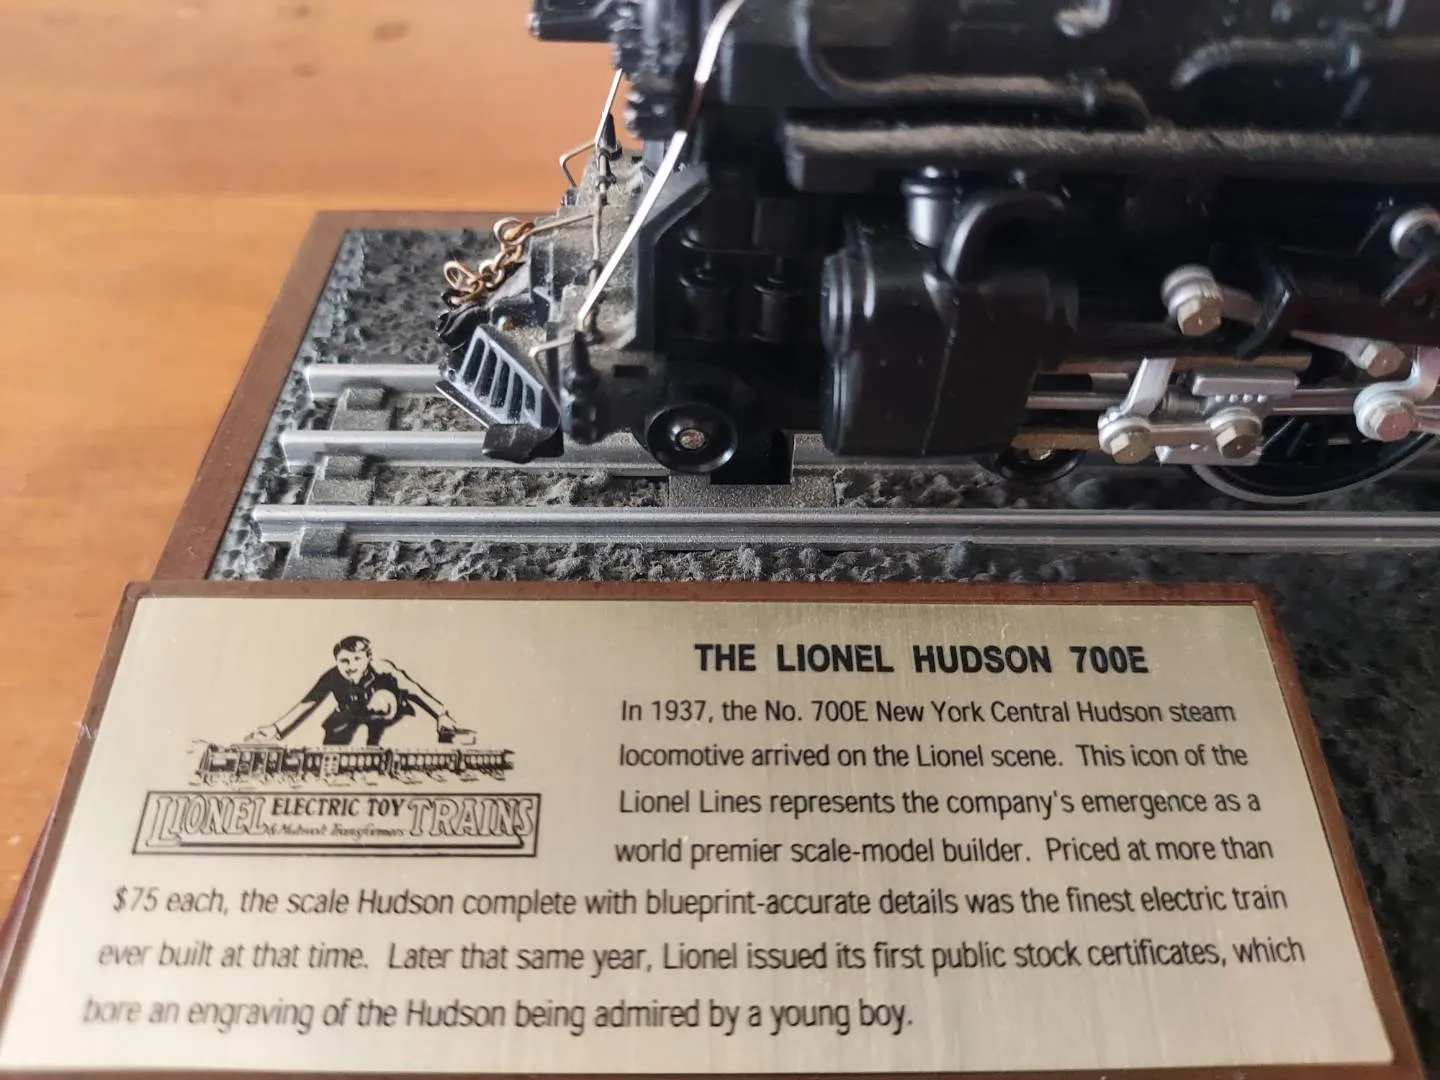 THE LIONEL HUDSON 700E
In 1937, the No. 700E New York Central Hudson steam
locomotive arrived on the Lionel scene. This icon of the
Lionel Lines represents the company's emergence as a
world premier scale-model builder. Priced at more than
$75 each, the scale Hudson complete with blueprint-accurate details was the finest electric train
ever built at that time. Later that same year, Lionel issued its first public stock certificates, which
bore an engraving of the Hudson being admired by a young boy.
LIONEL ELECTRIC TOY TRAINS
& Multivolt Transformers